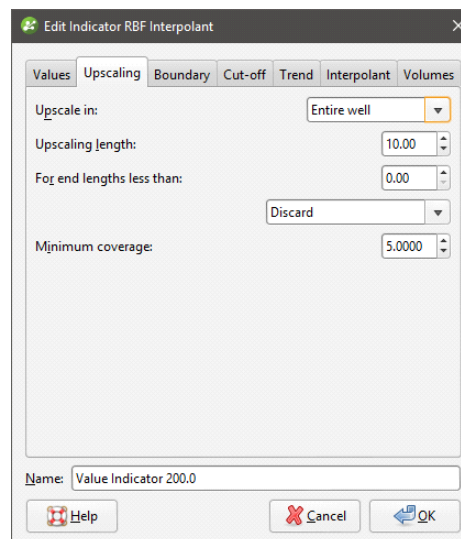 Edit Indicator RBF Interpolant
Values Upscaling Boundary Cut-off Trend Interpolant Volumes
Upscale in: Entire well
Upscaling length: 10.00
For end lengths less than: 0.00
Discard
Minimum coverage: 5.0000
Name: Value Indicator 200.0
Help Cancel OK